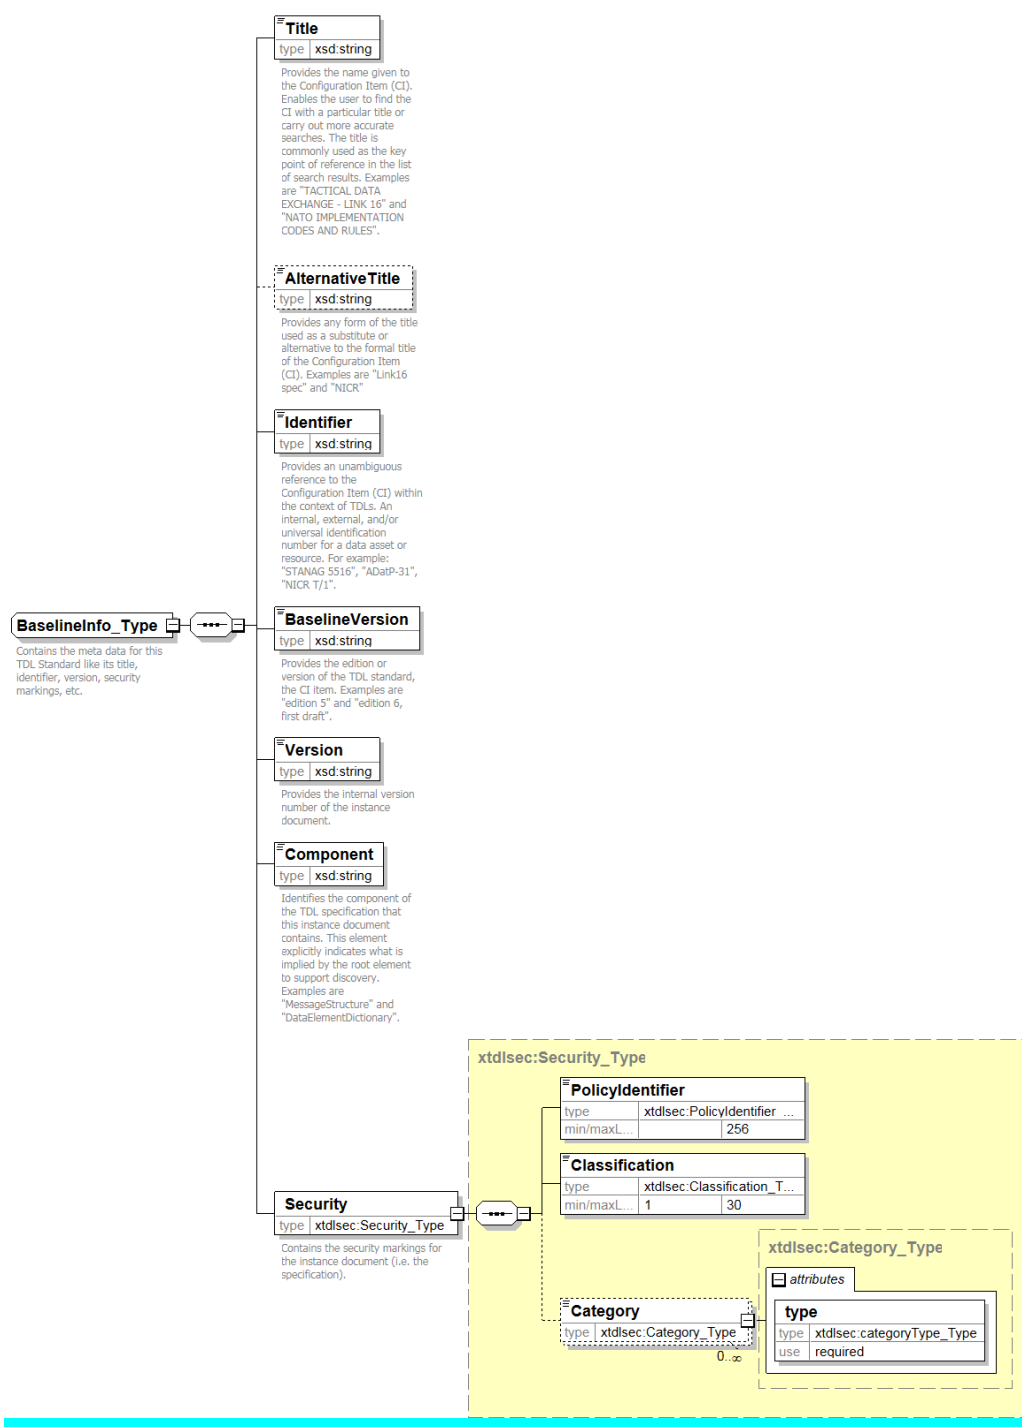 Title
type xsd:string
Provides the name given to
the Configuration Item (CI).
Enables the user to find the
CI with a particular title or
carry out more accurate
searches. The title is
commonly used as the key
point of reference in the list
of search results. Examples
are "TACTICAL DATA
EXCHANGE - LINK 16" and
"NATO IMPLEMENTATION
CODES AND RULES".
AlternativeTitle
type xsd:string
Provides any form of the title
used as a substitute or
alternative to the formal title
of the Configuration Item
(CI). Examples are "Link16
spec" and "NICR"
Identifier
type xsd:string
Provides an unambiguous
reference to the
Configuration Item (CI) within
the context of TDLs. An
internal, external, and/or
universal identification
number for a data asset or
resource. For example:
"STANAG 5516", "ADatP-31",
"NICR T/1".
BaselineInfo_Type
Contains the meta data for this
TDL Standard like its title,
identifier, version, security
markings, etc.
BaselineVersion
type xsd:string
Provides the edition or
version of the TDL standard,
the CI item. Examples are
"edition 5" and "edition 6,
first draft".
Version
type xsd:string
Provides the internal version
number of the instance
document.
Component
type xsd:string
Identifies the component of
the TDL specification that
this instance document
contains. This element
explicitly indicates what is
implied by the root element
to support discovery.
Examples are
"MessageStructure" and
"DataElementDictionary".
Security
type xtdlsec:Security_Type
Contains the security markings for
the instance document (i.e. the
specification).
xtdlsec:Security_Type
PolicyIdentifier
type xtdlsec:PolicyIdentifier_...
min/maxL... 256
Classification
type xtdlsec:Classification_T...
min/maxL... 1 30
Category
type xtdlsec:Category_Type
0..∞
xtdlsec:Category_Type
attributes
type
type xtdlsec:categoryType_Type
use required